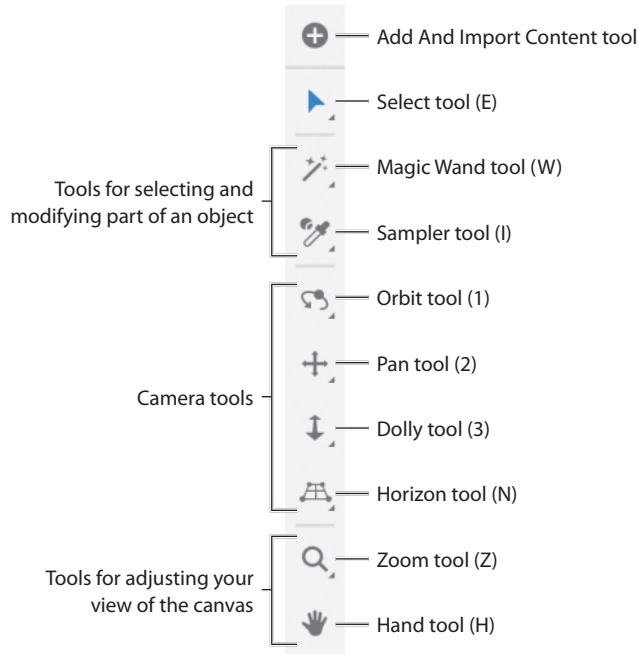 Add And Import Content tool
Select tool (E)
Tools for selecting and
modifying part of an object
Magic Wand tool (W)
Sampler tool (I)
Camera tools
Orbit tool (1)
Pan tool (2)
Dolly tool (3)
Horizon tool (N)
Tools for adjusting your
view of the canvas
Zoom tool (Z)
Hand tool (H)